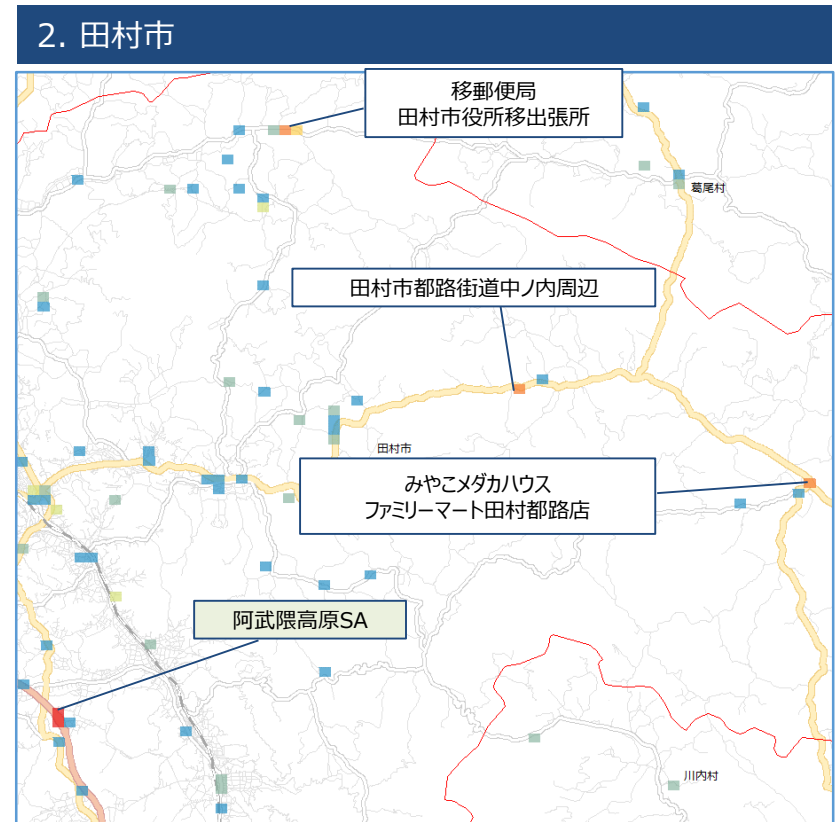 2. 田村市
移郵便局
田村市役所移出張所
葛尾村
田村市都路街道中ノ内周辺
田村市
みやこメダカハウス
ファミリーマート田村都路店
阿武隈高原SA
川内村